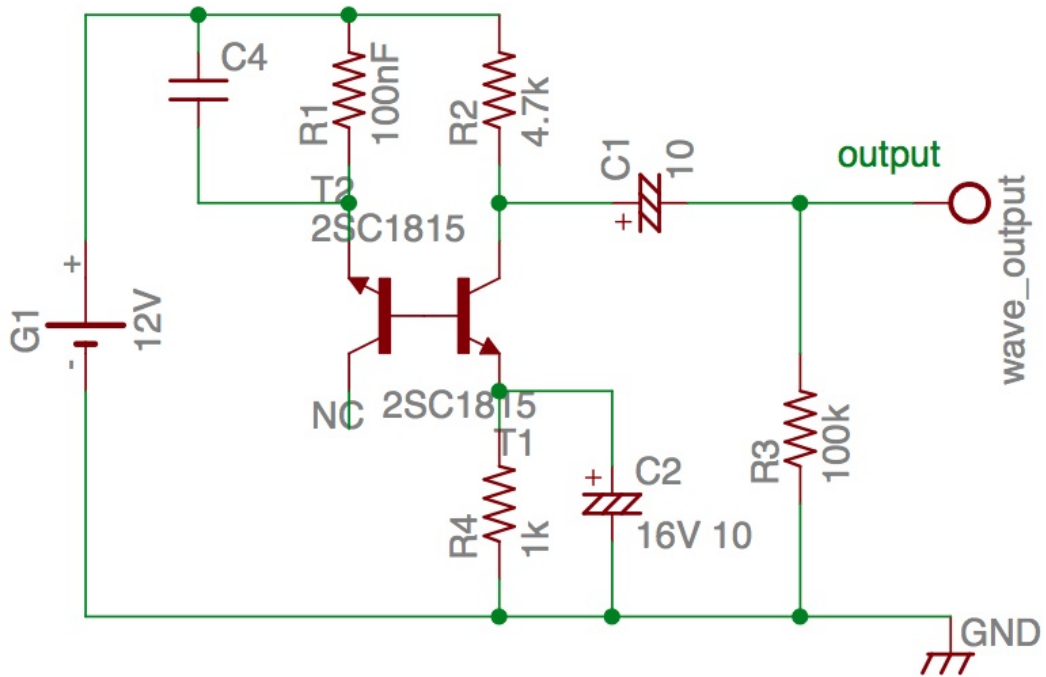 C4
R1
100nF
R2
4.7k
C1
10
output
wave_output
T2
2SC1815
+
G1
12V
-
+
NC
2SC1815
T1
R4
1k
+
C2
16V 10
R3
100k
GND